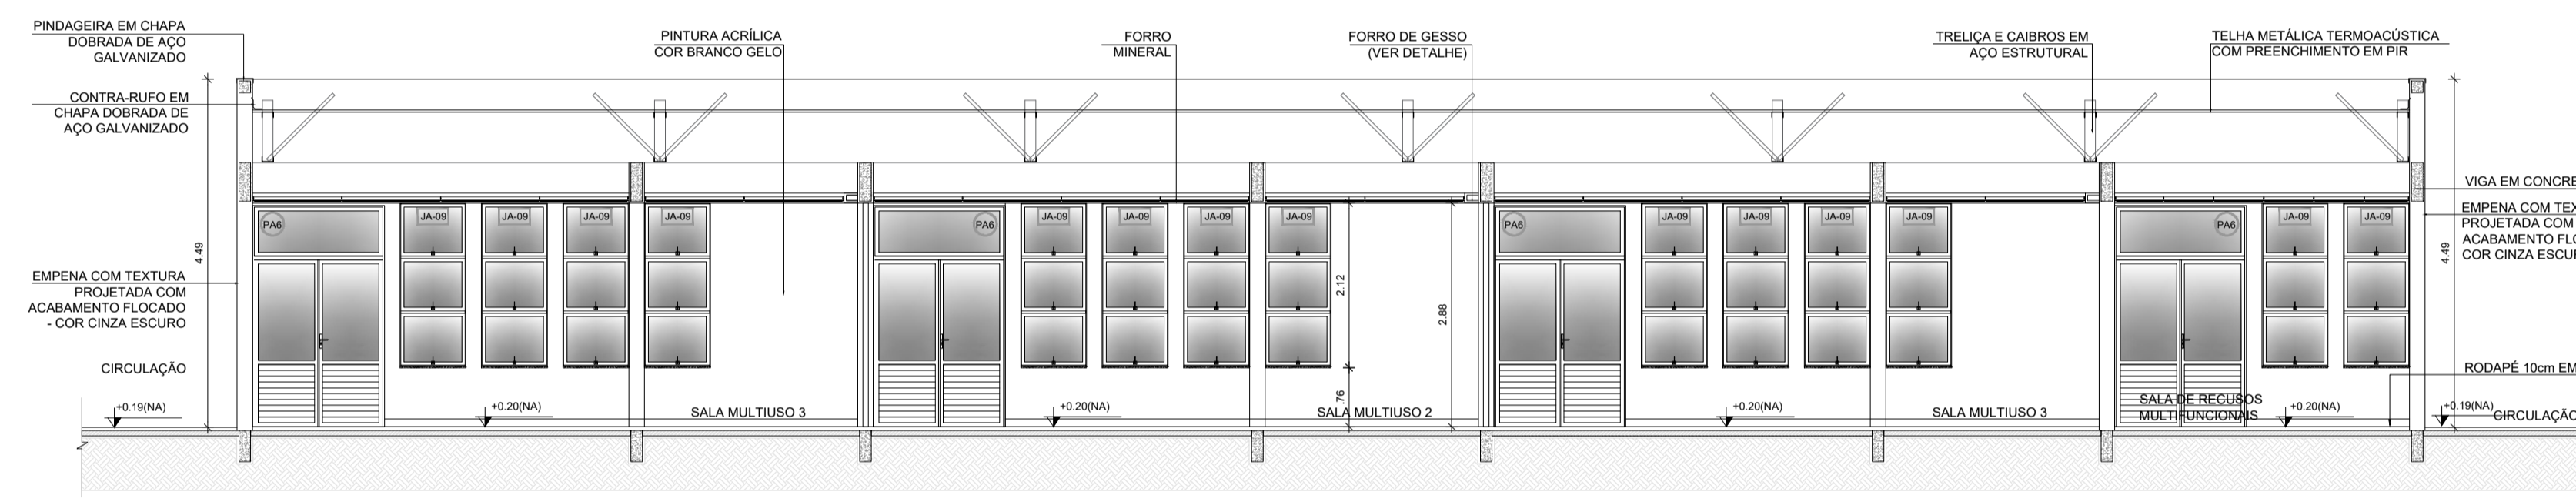 PINDAGEIRA EM CHAPA
DOBRADA DE AÇO
GALVANIZADO
PINTURA ACRÍLICA
COR BRANCO GELO
FORRO
MINERAL
FORRO DE GESSO
(VER DETALHE)
TRELIÇA E CAIBROS EM
AÇO ESTRUTURAL
TELHA METÁLICA TERMOACÚSTICA
COM PREENCHIMENTO EM PIR
CONTRA-RUFO EM
CHAPA DOBRADA DE
AÇO GALVANIZADO
VIGA EM CONCRE
EMPENA COM TEX
PROJETADA COM
ACABAMENTO FLO
COR CINZA ESCUR
4.49
EMPENA COM TEXTURA
PROJETADA COM
ACABAMENTO FLOCADO
- COR CINZA ESCURO
PA6
JA-09
JA-09
JA-09
JA-09
PA6
JA-09
JA-09
JA-09
JA-09
PA6
JA-09
JA-09
JA-09
JA-09
PA6
JA-09
JA-09
2.12
2.88
.76
4.49
CIRCULAÇÃO
RODAPÉ 10cm EM
+0.19(NA)
+0.20(NA)
SALA MULTIUSO 3
+0.20(NA)
SALA MULTIUSO 2
+0.20(NA)
SALA MULTIUSO 3
SALA DE RECUSOS
MULTIFUNCIONAIS
+0.20(NA)
+0.19(NA)
CIRCULAÇÃO